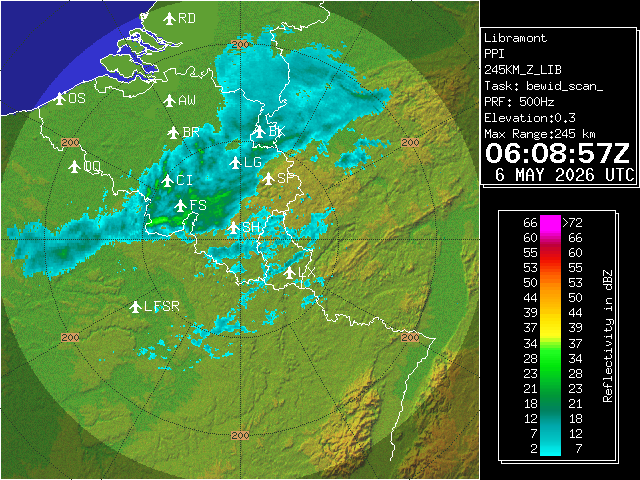 Libramont
PPI
245KM_Z_LIB
Task: bewid_scan_
PRF: 500Hz
Elevation:0.3
Max Range:245 km
06:08:57Z
6 MAY 2026 UTC
RD
200
OS
AW
BR
BK
200
200
QQ
LG
CI
SP
FS
SH
LX
LFSR
200
200
200
66 >72
60 66
55 60
53 55
50 53
44 50
39 44
37 39
34 37
28 34
23 28
21 23
18 21
12 18
7 12
2 7
Reflectivity in dBZ